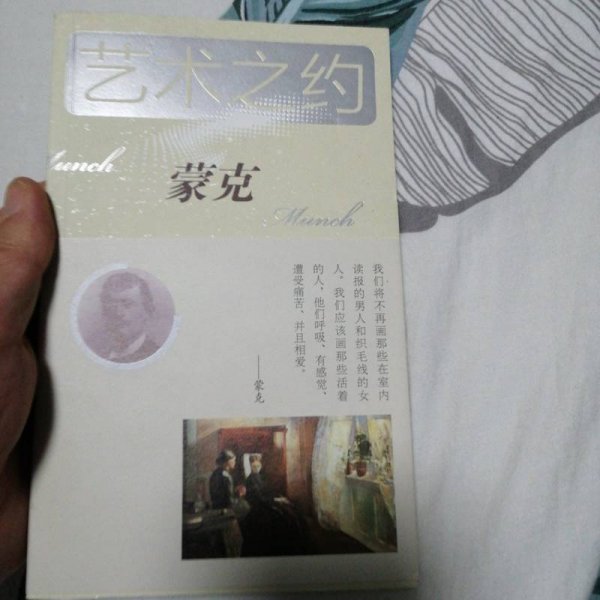 艺术之约
Munch
蒙克
Munch
我们将不再画那些在室内
读报的男人和织毛线的女
人。我们应该画那些活着
的人，他们呼吸、有感觉、
遭受痛苦、并且相爱。
——蒙克